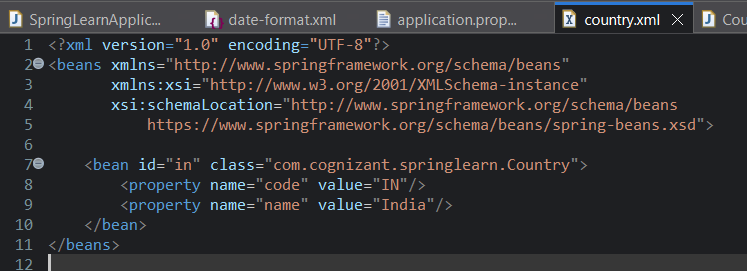 SpringLearnApplic... date-format.xml application.prop... country.xml Cou
1 <?xml version="1.0" encoding="UTF-8"?>
2 <beans xmlns="http://www.springframework.org/schema/beans"
3 xmlns:xsi="http://www.w3.org/2001/XMLSchema-instance"
4 xsi:schemaLocation="http://www.springframework.org/schema/beans
5 https://www.springframework.org/schema/beans/spring-beans.xsd">
6
7 <bean id="in" class="com.cognizant.springlearn.Country">
8 <property name="code" value="IN"/>
9 <property name="name" value="India"/>
10 </bean>
11 </beans>
12